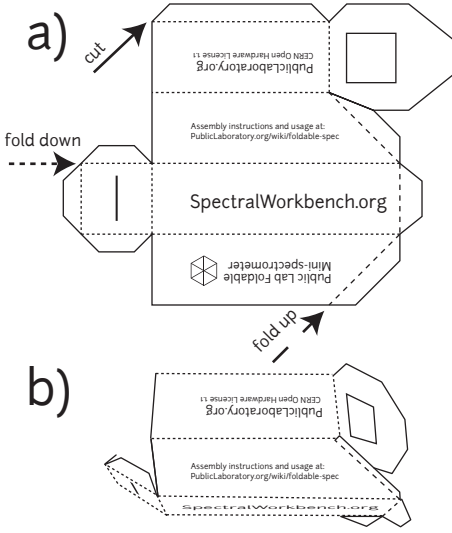 a)
cut
PublicLaboratory.org
CERN Open Hardware License 1.1
Assembly instructions and usage at:
PublicLaboratory.org/wiki/foldable-spec
fold down
SpectralWorkbench.org
Public Lab Foldable
Mini-spectrometer
fold up
b)
PublicLaboratory.org
CERN Open Hardware License 1.1
Assembly instructions and usage at:
PublicLaboratory.org/wiki/foldable-spec
SpectralWorkbench.org